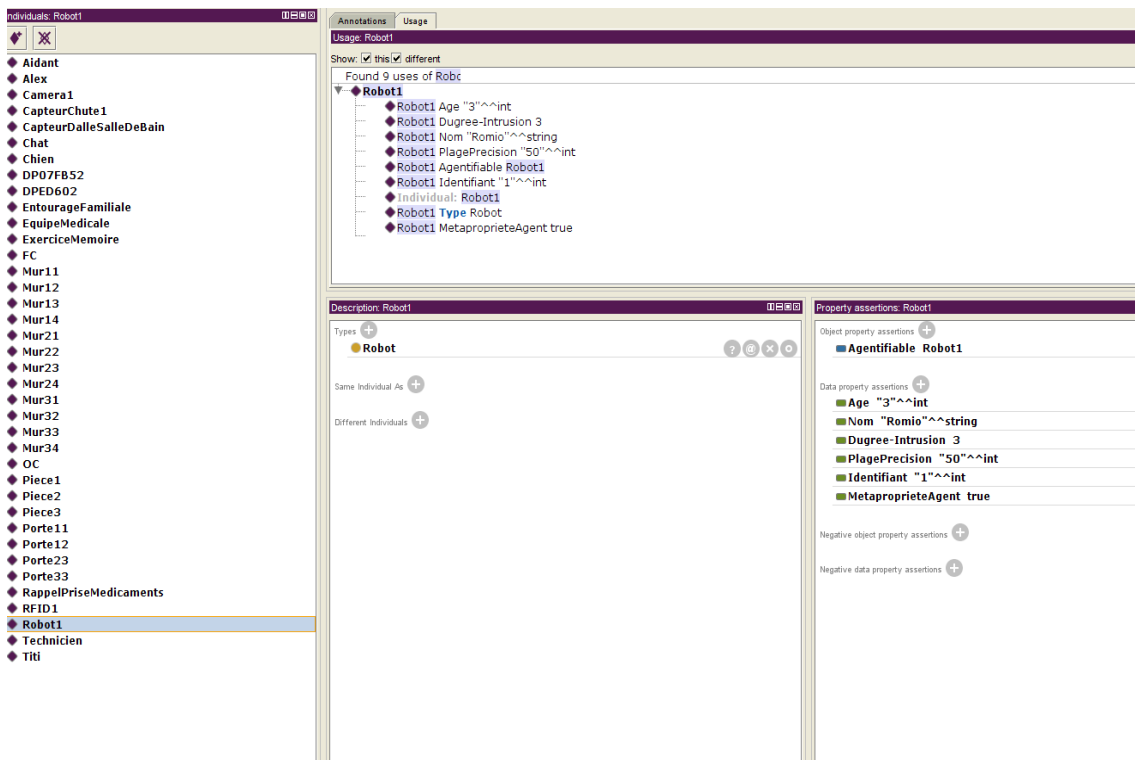 ndividuals: Robot1
Aidant
Alex
Camera1
CapteurChute1
CapteurDalleSalleDeBain
Chat
Chien
DP07FB52
DPED602
EntourageFamiliale
EquipeMedicale
ExerciceMemoire
FC
Mur11
Mur12
Mur13
Mur14
Mur21
Mur22
Mur23
Mur24
Mur31
Mur32
Mur33
Mur34
OC
Piece1
Piece2
Piece3
Porte11
Porte12
Porte23
Porte33
RappelPriseMedicaments
RFID1
Robot1
Technicien
Titi
Annotations Usage
Usage: Robot1
Show: this different
Found 9 uses of Robc
Robot1
Robot1 Age "3"^^int
Robot1 Dugree-Intrusion 3
Robot1 Nom "Romio"^^string
Robot1 PlagePrecision "50"^^int
Robot1 Agentifiable Robot1
Robot1 Identifiant "1"^^int
Individual: Robot1
Robot1 Type Robot
Robot1 MetaproprieteAgent true
Description: Robot1
Types
Robot
Same Individual As
Different Individuals
Property assertions: Robot1
Object property assertions
Agentifiable Robot1
Data property assertions
Age "3"^^int
Nom "Romio"^^string
Dugree-Intrusion 3
PlagePrecision "50"^^int
Identifiant "1"^^int
MetaproprieteAgent true
Negative object property assertions
Negative data property assertions